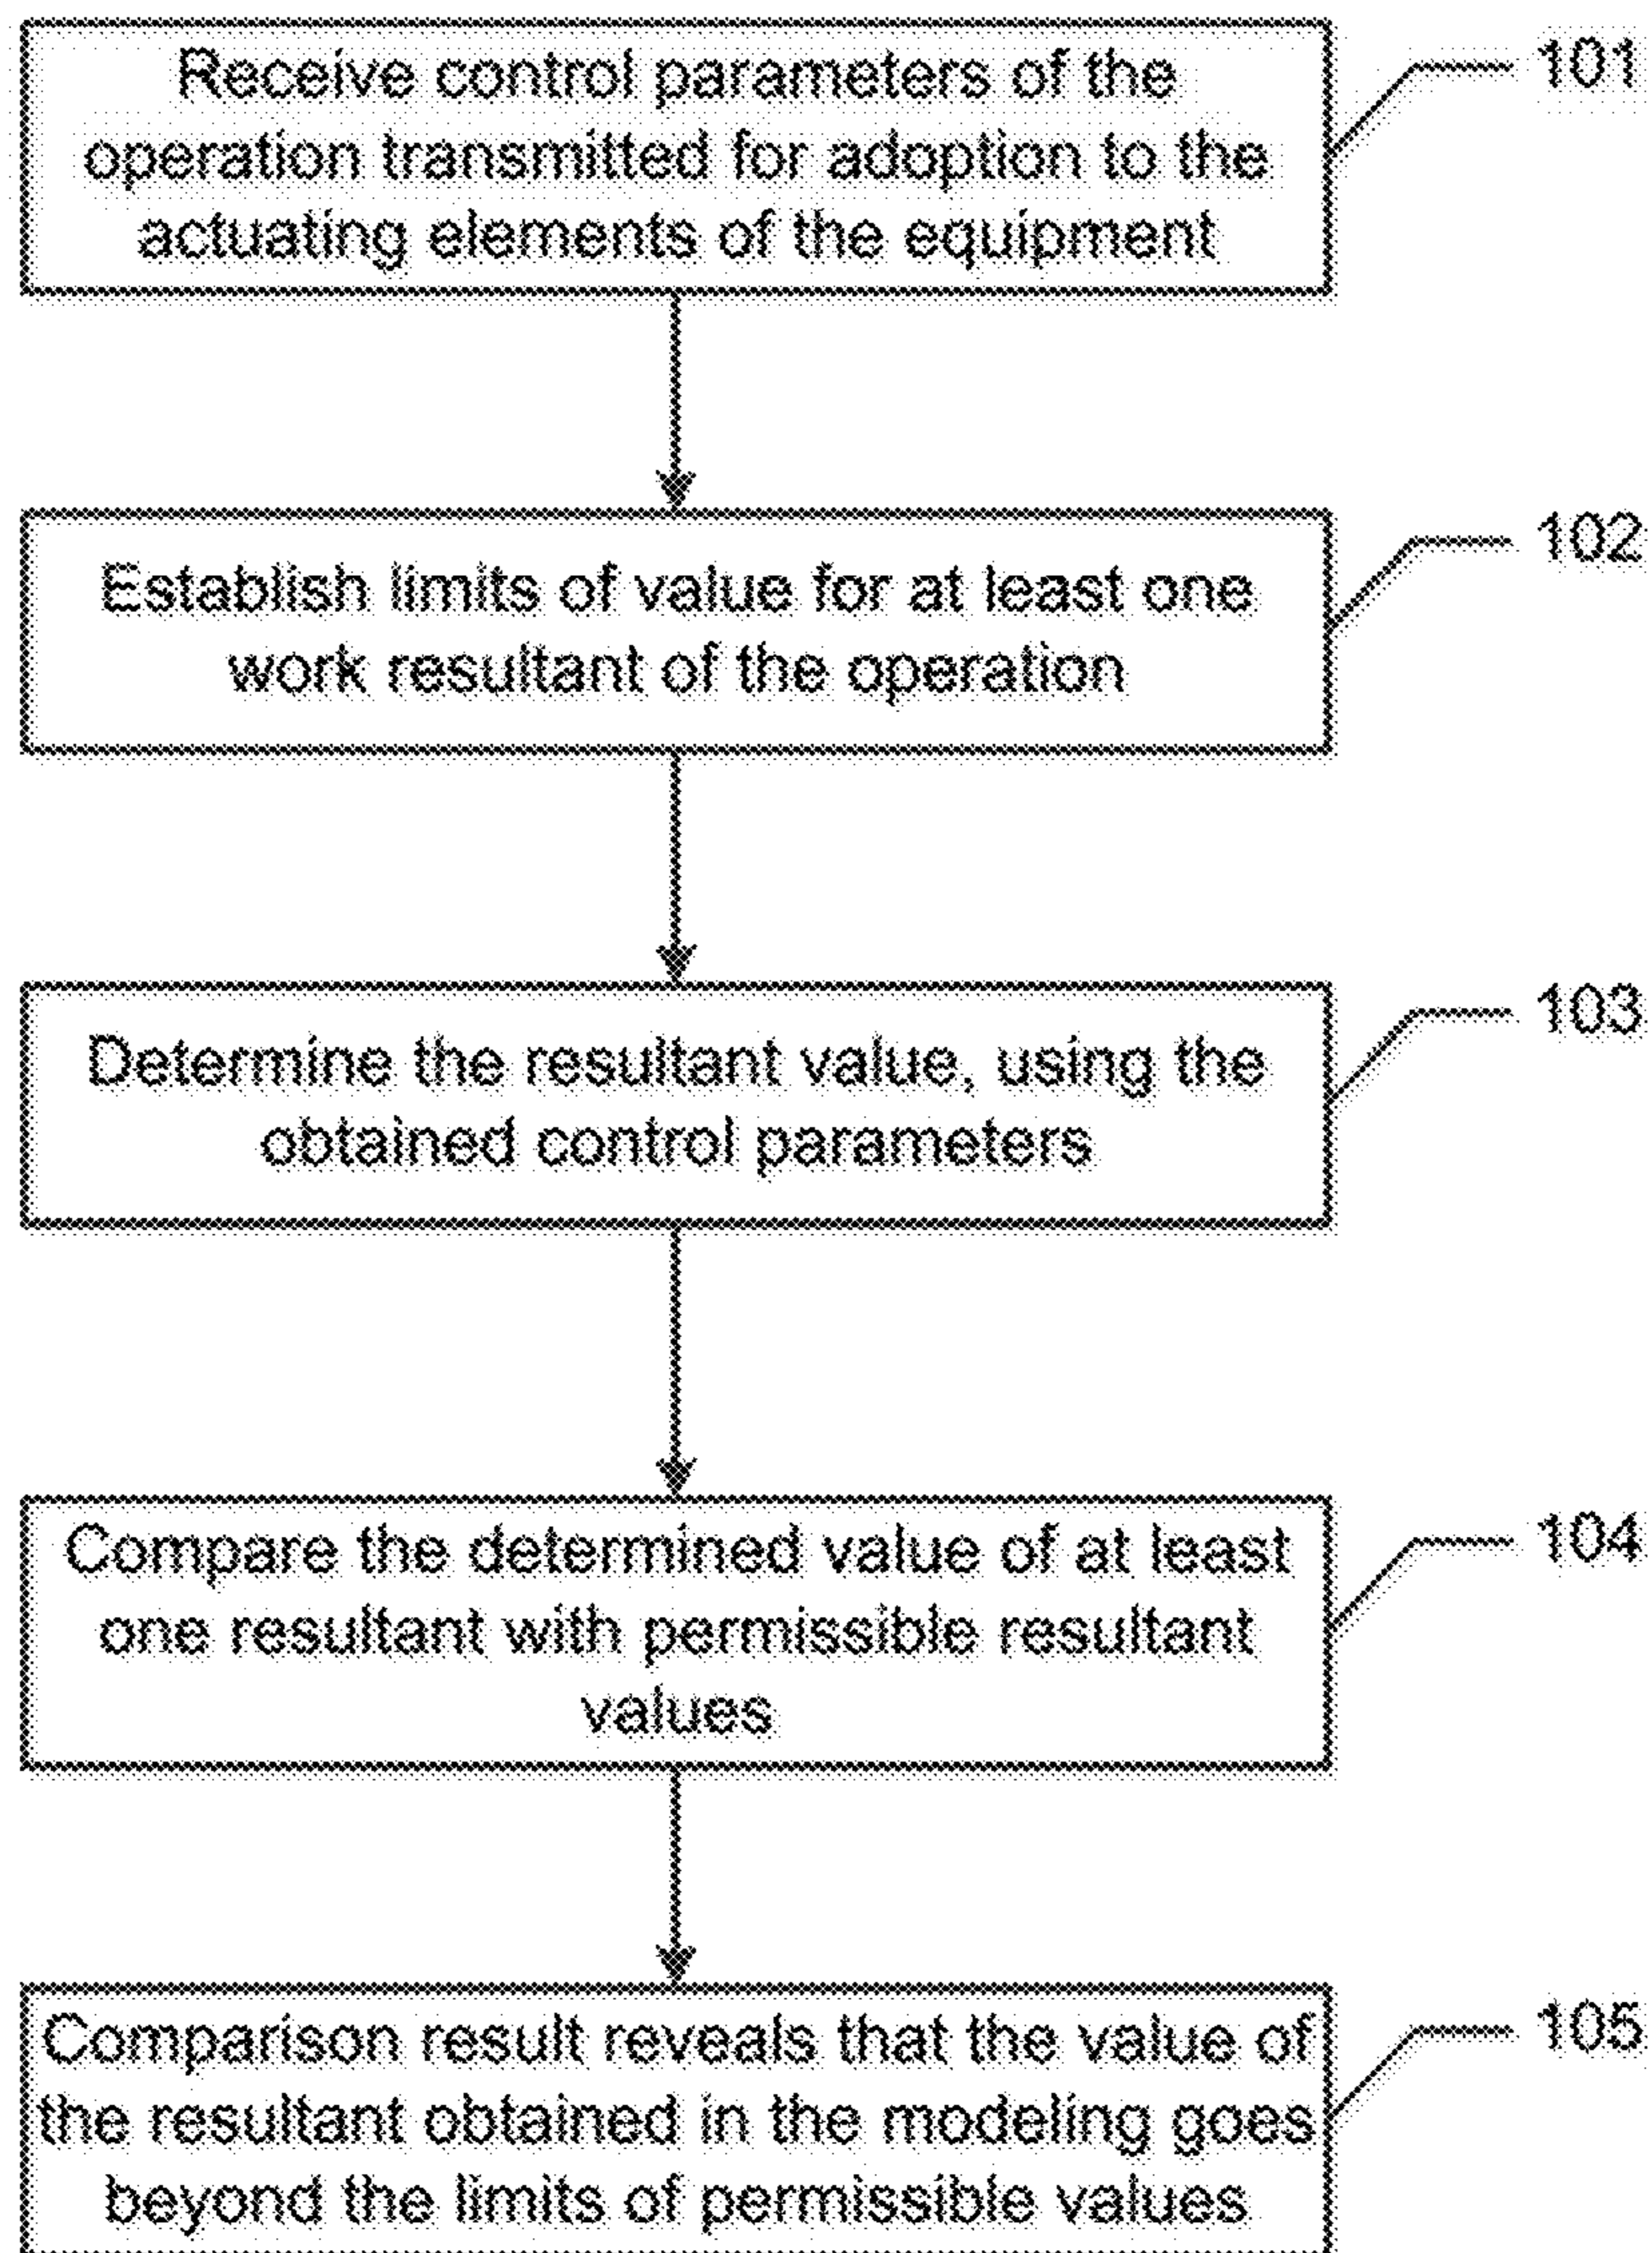 Receive control parameters of the
operation transmitted for adoption to the
actuating elements of the equipment
101
Establish limits of value for at least one
work resultant of the operation
102
Determine the resultant value, using the
obtained control parameters
103
Compare the determined value of at least
one resultant with permissible resultant
values
104
Comparison result reveals that the value of
the resultant obtained in the modeling goes
beyond the limits of permissible values
105